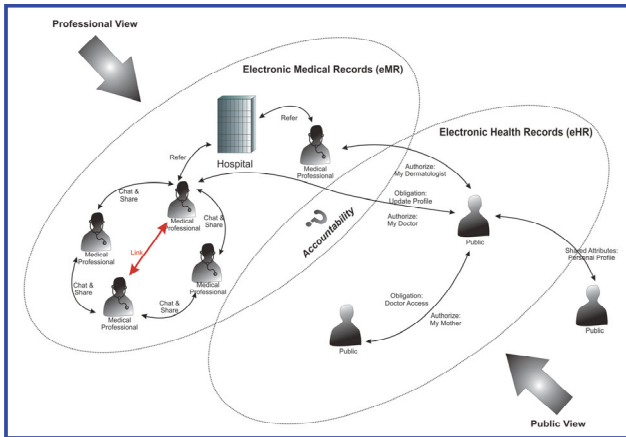 Professional View
Electronic Medical Records (eMR)
Refer
Hospital
Medical
Professional
Electronic Health Records (eHR)
Refer
Authorize:
My Dermatologist
Chat &
Share
Medical
Professional
Obligation:
Update Profile
Authorize:
My Doctor
?
Accountability
Chat &
Share
Public
Link
Medical
Professional
Shared Attributes:
Personal Profile
Medical
Professional
Chat &
Share
Medical
Professional
Chat &
Share
Obligation:
Doctor Access
Authorize:
My Mother
Public
Public
Public View